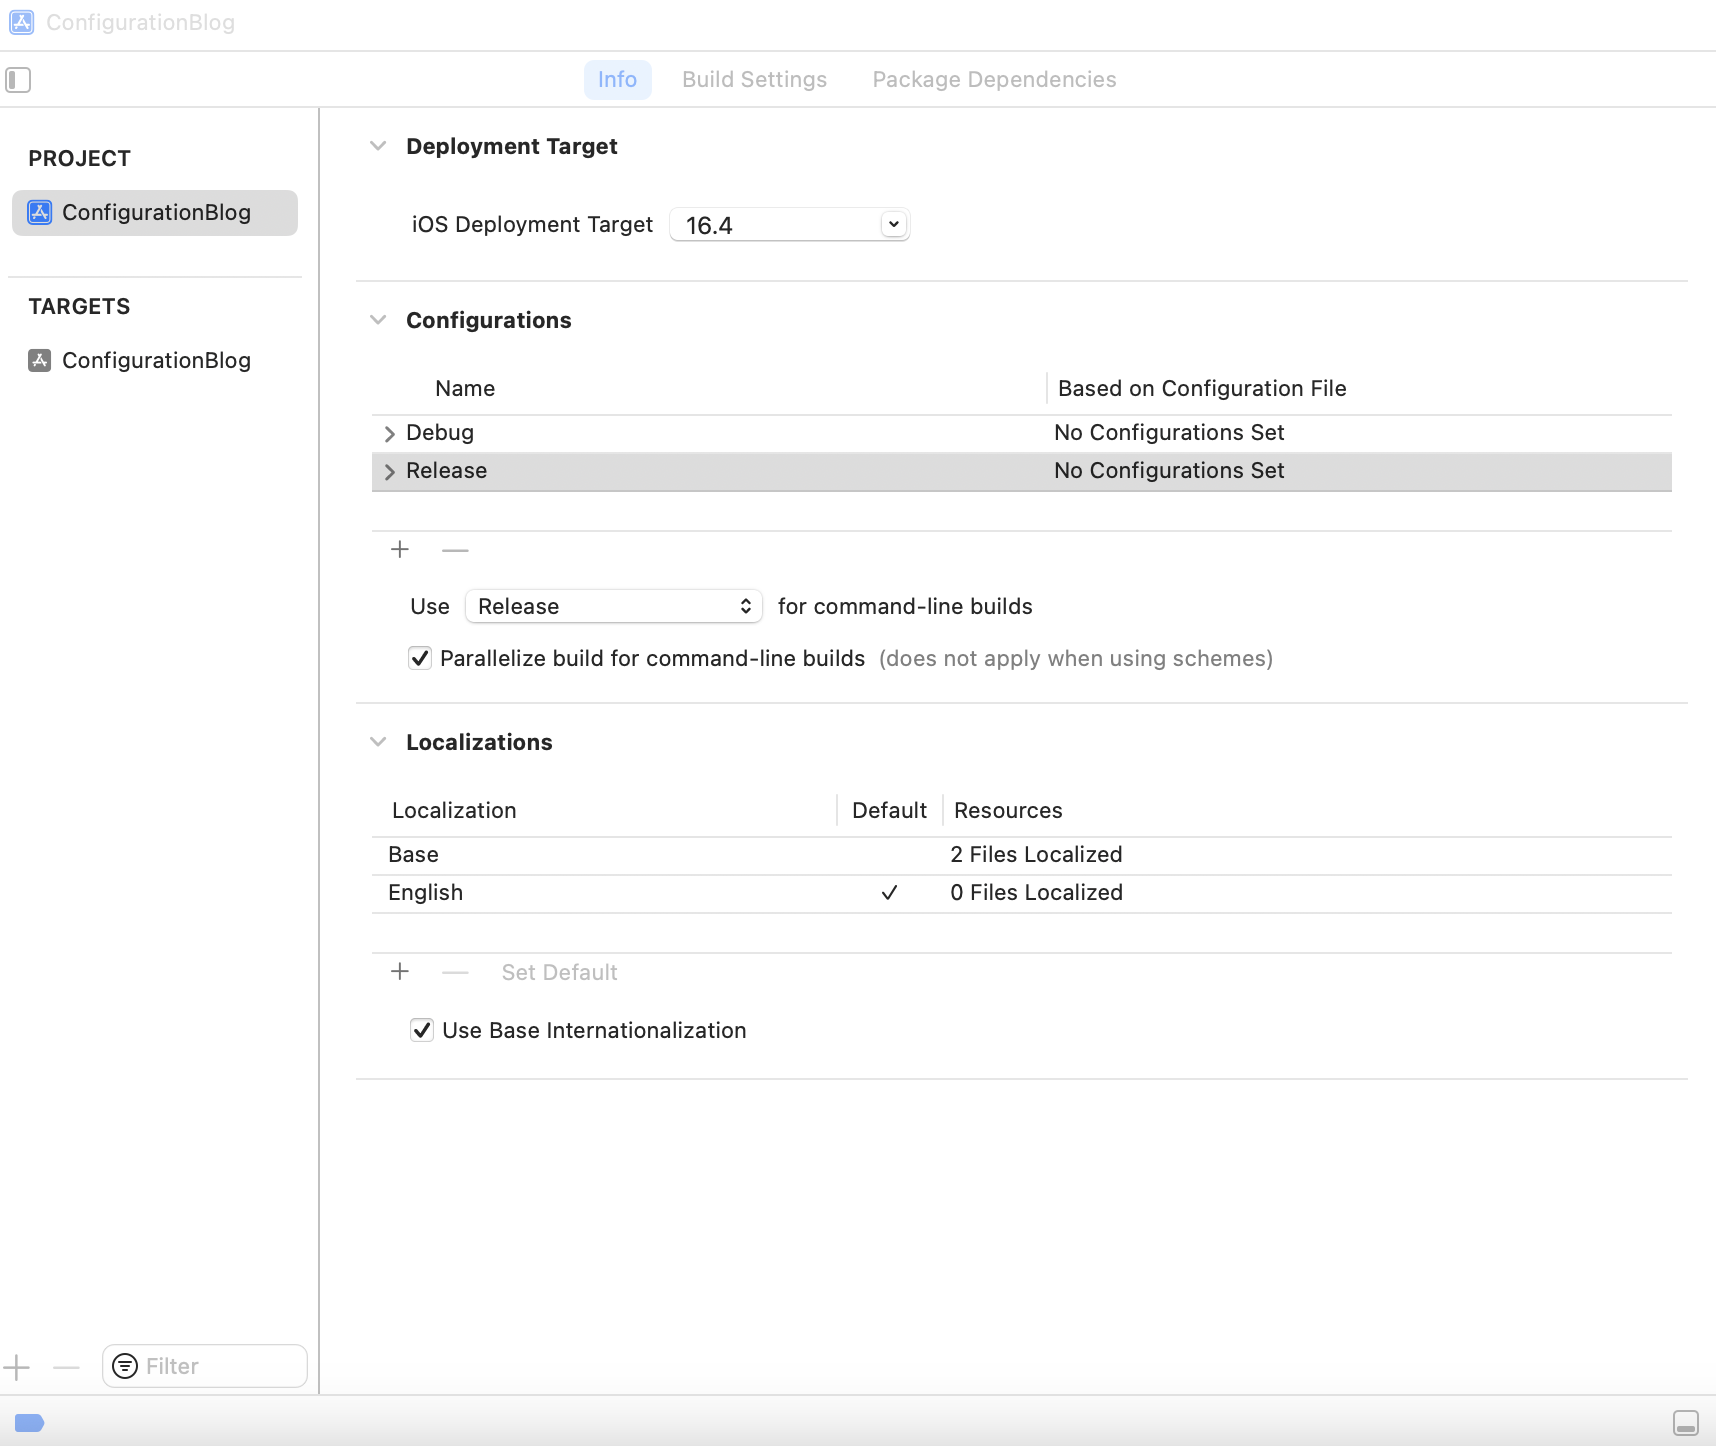 ConfigurationBlog
Info Build Settings Package Dependencies
PROJECT
ConfigurationBlog
TARGETS
ConfigurationBlog
Deployment Target
iOS Deployment Target 16.4
Configurations
Name Based on Configuration File
Debug No Configurations Set
Release No Configurations Set
Use Release for command-line builds
Parallelize build for command-line builds (does not apply when using schemes)
Localizations
Localization Default Resources
Base 2 Files Localized
English 0 Files Localized
Set Default
Use Base Internationalization
Filter